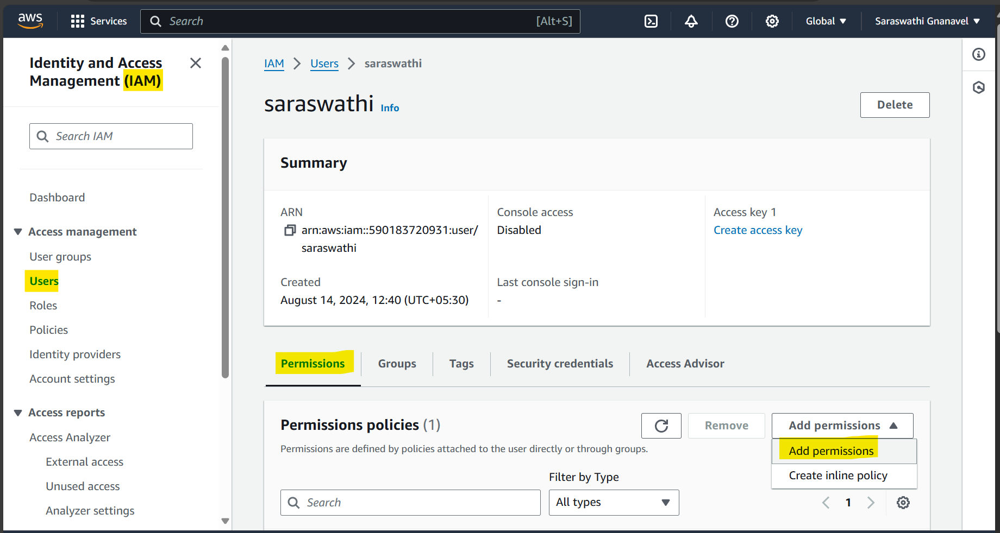 aws
Services
Search
[Alt+S]
Global
Saraswathi Gnanavel
Identity and Access
Management (IAM)
Search IAM
Dashboard
Access management
User groups
Users
Roles
Policies
Identity providers
Account settings
Access reports
Access Analyzer
External access
Unused access
Analyzer settings
IAM > Users > saraswathi
saraswathi Info
Delete
Summary
ARN
arn:aws:iam::590183720931:user/
saraswathi
Console access
Disabled
Access key 1
Create access key
Created
August 14, 2024, 12:40 (UTC+05:30)
Last console sign-in
-
Permissions
Groups
Tags
Security credentials
Access Advisor
Permissions policies (1)
Remove
Add permissions
Permissions are defined by policies attached to the user directly or through groups.
Add permissions
Create inline policy
Filter by Type
Search
All types
1